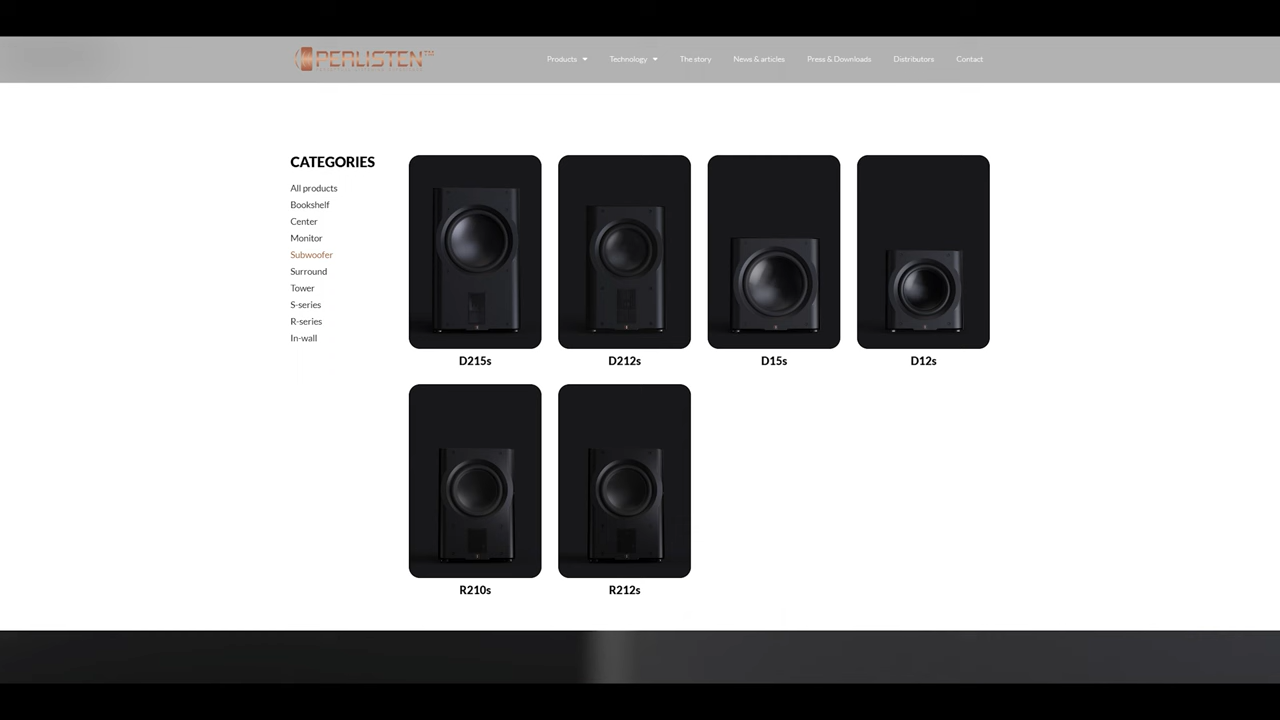 PERLISTEN™
Products
Technology
The story
News & articles
Press & Downloads
Distributors
Contact
CATEGORIES
All products
Bookshelf
Center
Monitor
Subwoofer
Surround
Tower
S-series
R-series
In-wall
D215s
D212s
D15s
D12s
R210s
R212s